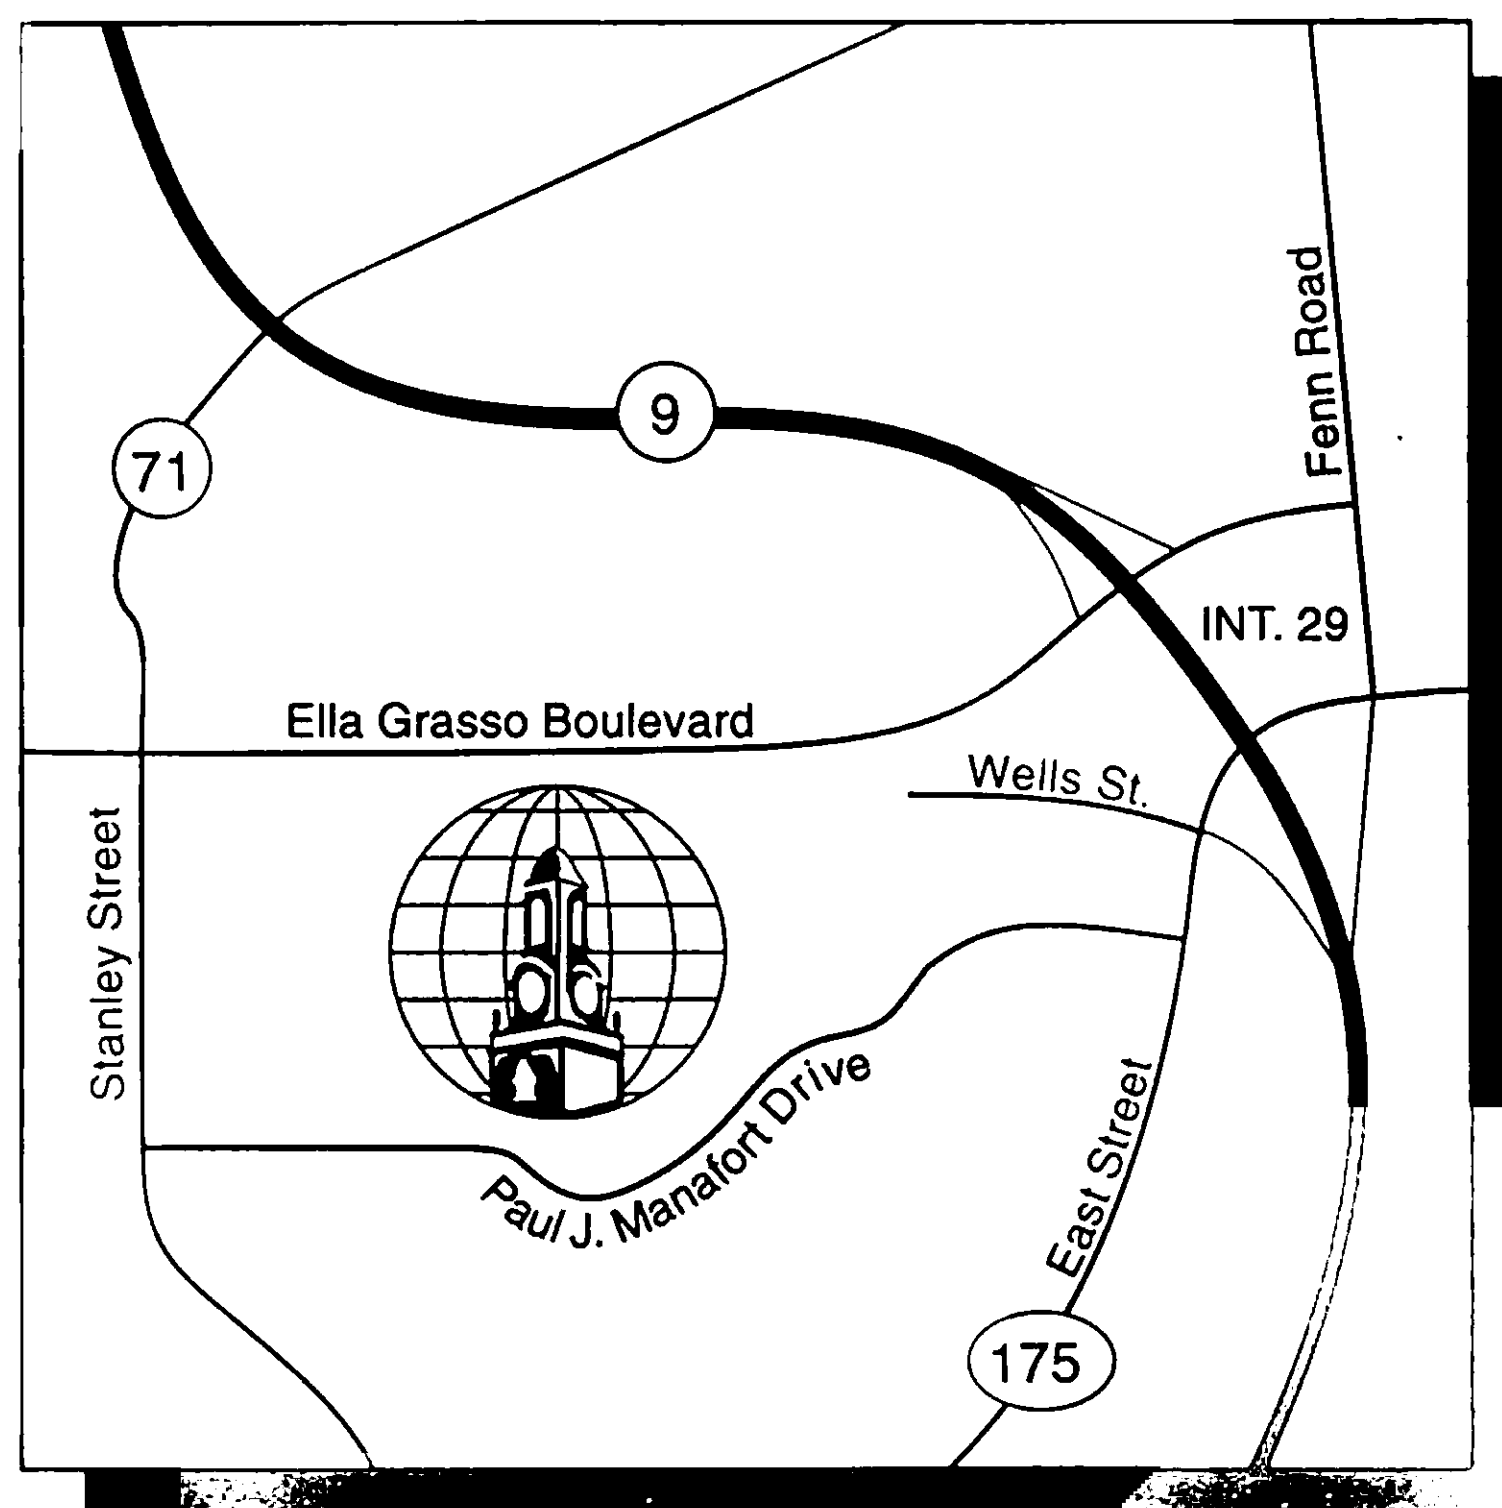 Fenn Road
9
71
INT. 29
Ella Grasso Boulevard
Wells St.
Stanley Street
Paul J. Manafort Drive
East Street
175